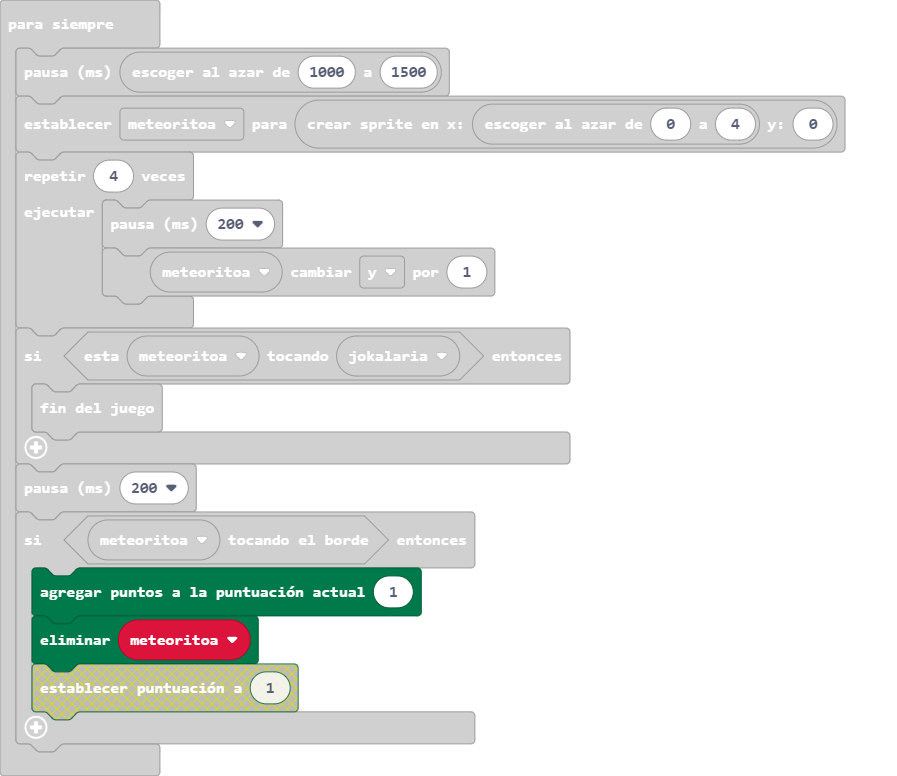 para siempre
pausa (ms) escoger al azar de 1000 a 1500
establecer meteoritoa para crear sprite en x: escoger al azar de 0 a 4 y: 0
repetir 4 veces
ejecutar
pausa (ms) 200
meteoritoa cambiar y por 1
si esta meteoritoa tocando jokalaria entonces
fin del juego
pausa (ms) 200
si meteoritoa tocando el borde entonces
agregar puntos a la puntuación actual 1
eliminar meteoritoa
establecer puntuación a 1